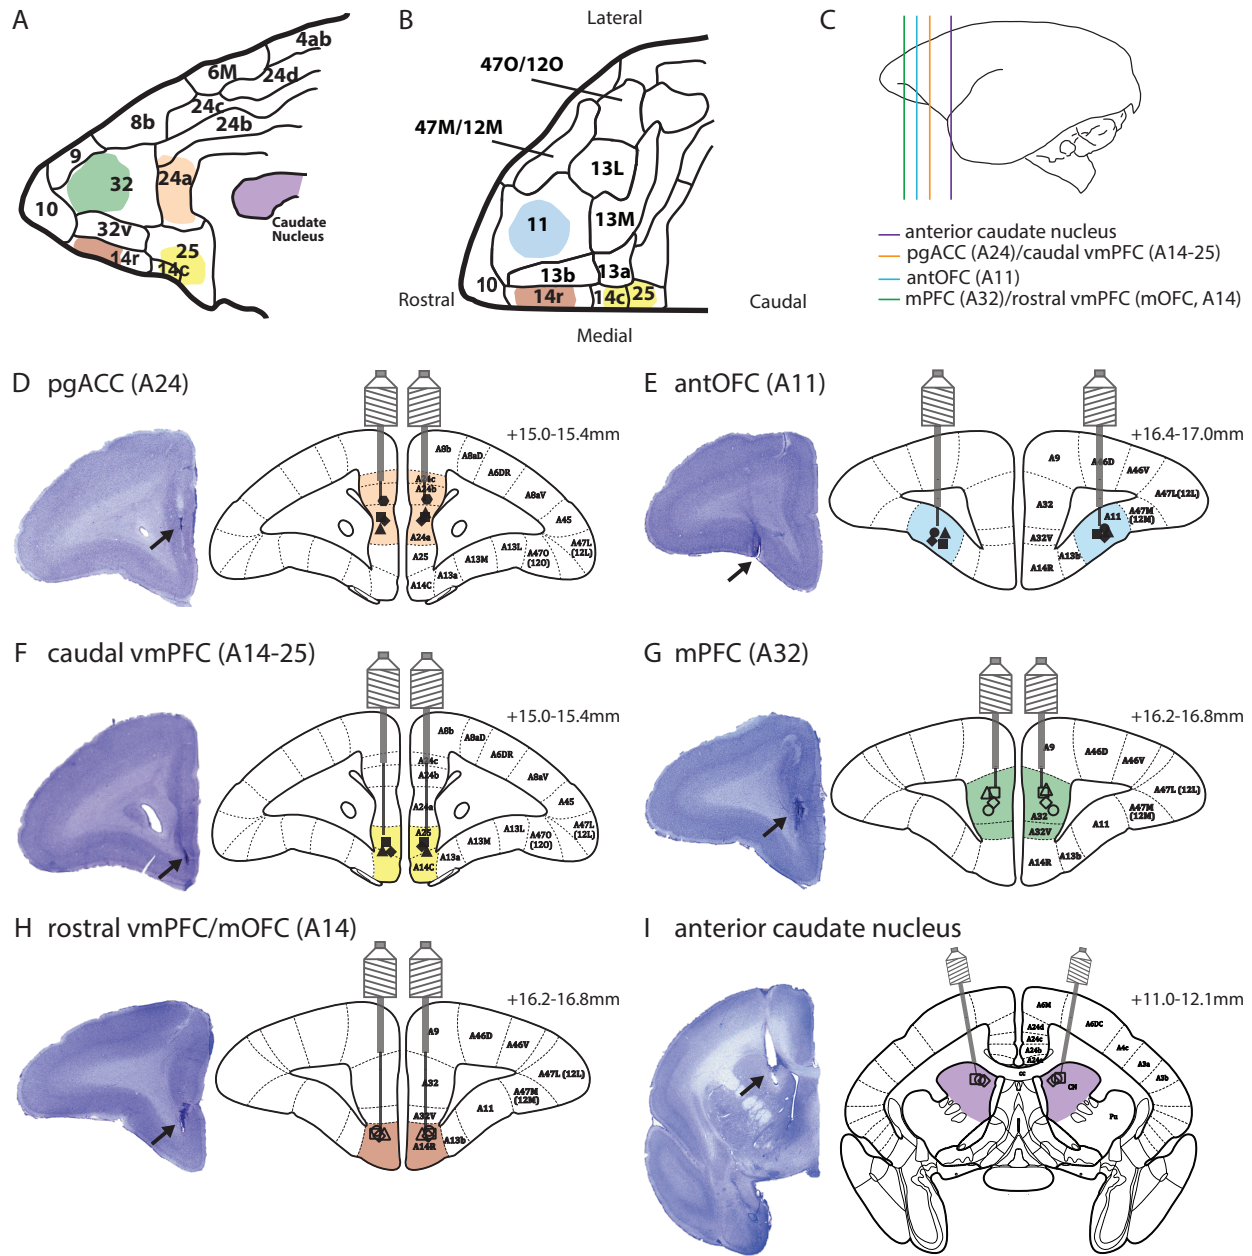 A
4ab
6M
24d
24c
8b
24b
9
32
24a
10
32v
25
14r
14c
Caudate
Nucleus
B
Lateral
47O/12O
47M/12M
13L
11
13M
13b
13a
10
14r
14c
25
Rostral
Caudal
Medial
C
anterior caudate nucleus
pgACC (A24)/caudal vmPFC (A14-25)
antOFC (A11)
mPFC (A32)/rostral vmPFC (mOFC, A14)
D pgACC (A24)
+15.0-15.4mm
A8b
A8aD
A6DR
A24c
A24b
A8aV
A45
A24a
A47L
(12L)
A25
A13M
A13L
A47O
(12O)
A13a
A14C
E antOFC (A11)
+16.4-17.0mm
A9
A46D
A46V
A47L(12L)
A32
A11
A47M
(12M)
A32V
A13b
A14R
F caudal vmPFC (A14-25)
+15.0-15.4mm
A8b
A8aD
A6DR
A24c
A24b
A8aV
A24a
A45
A25
A47L
(12L)
A13M
A13L
A47O
(12O)
A13a
A14C
G mPFC (A32)
+16.2-16.8mm
A9
A46D
A46V
A47L(12L)
A32
A47M
(12M)
A32V
A11
A14R
A13b
H rostral vmPFC/mOFC (A14)
+16.2-16.8mm
A9
A46D
A46V
A47L(12L)
A32
A47M
(12M)
A32V
A11
A14R
A13b
I anterior caudate nucleus
+11.0-12.1mm
A6M
A6DC
A24d
A24c
A24b
A24a
A4c
A3a
A3b
cc
CN
Pu